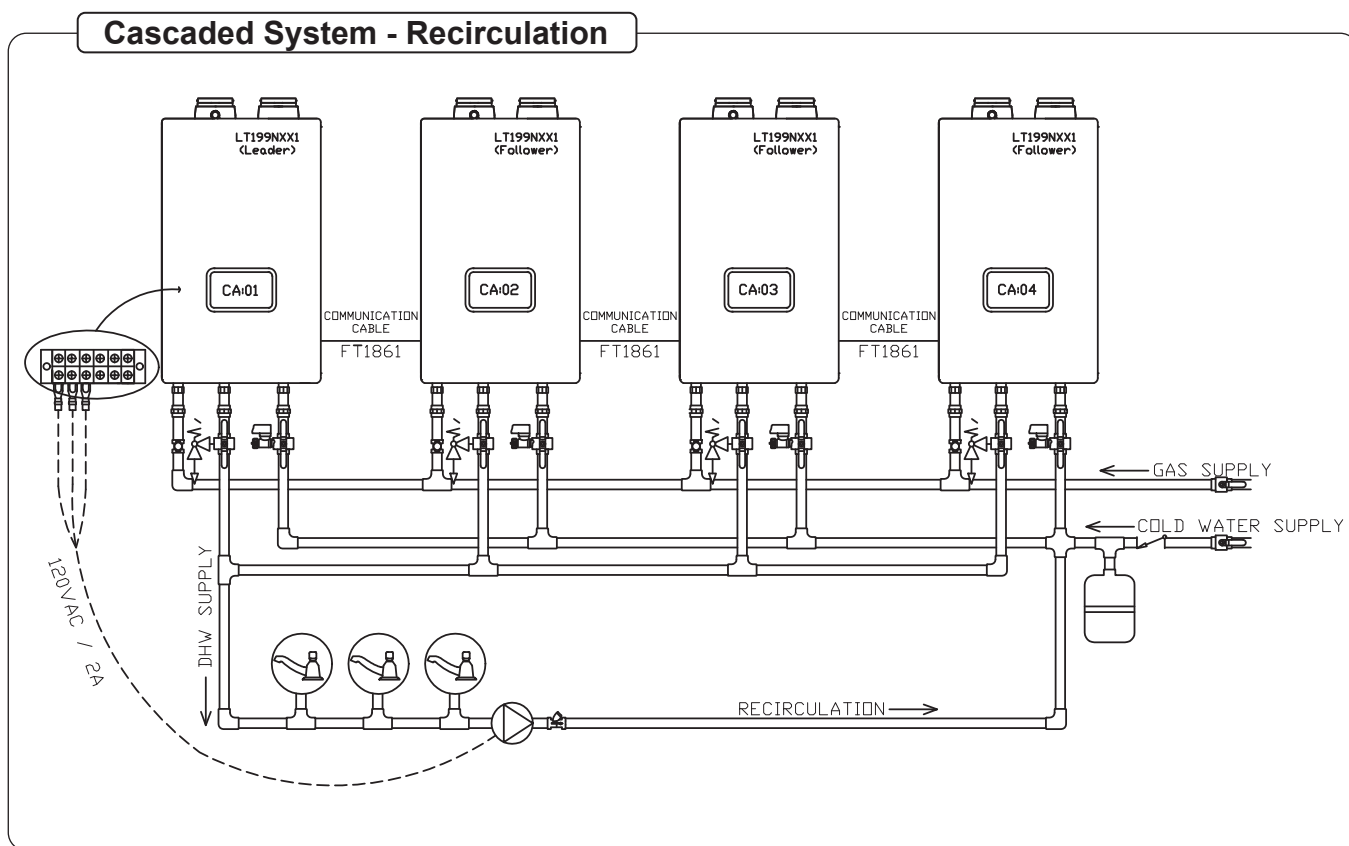 Cascaded System - Recirculation
LT199NXX1
(Leader)
LT199NXX1
(Follower)
LT199NXX1
(Follower)
LT199NXX1
(Follower)
CA:01
CA:02
CA:03
CA:04
COMMUNICATION
CABLE
FT1861
COMMUNICATION
CABLE
FT1861
COMMUNICATION
CABLE
FT1861
GAS SUPPLY
COLD WATER SUPPLY
DHW SUPPLY
120VAC / 2A
RECIRCULATION